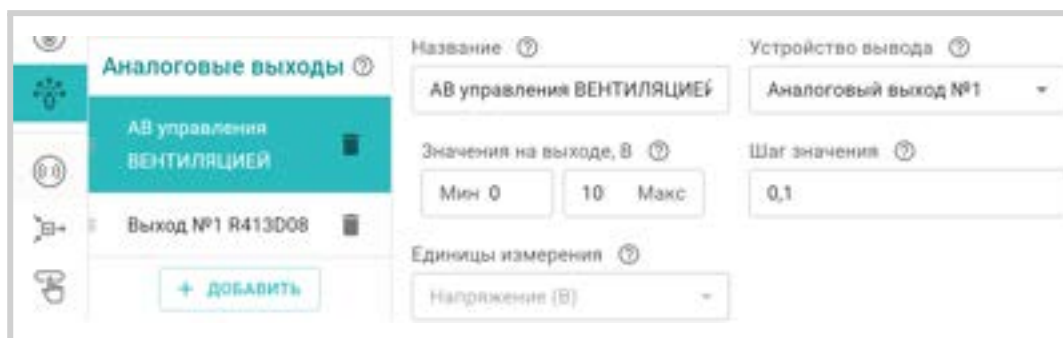 Аналоговые выходы
АВ управления
ВЕНТИЛЯЦИЕЙ
Выход №1 R413D08
+ ДОБАВИТЬ
Название
АВ управления ВЕНТИЛЯЦИЕЙ
Устройство вывода
Аналоговый выход №1
Значения на выходе, В
Мин 0
10 Макс
Шаг значения
0,1
Единицы измерения
Напряжение (В)